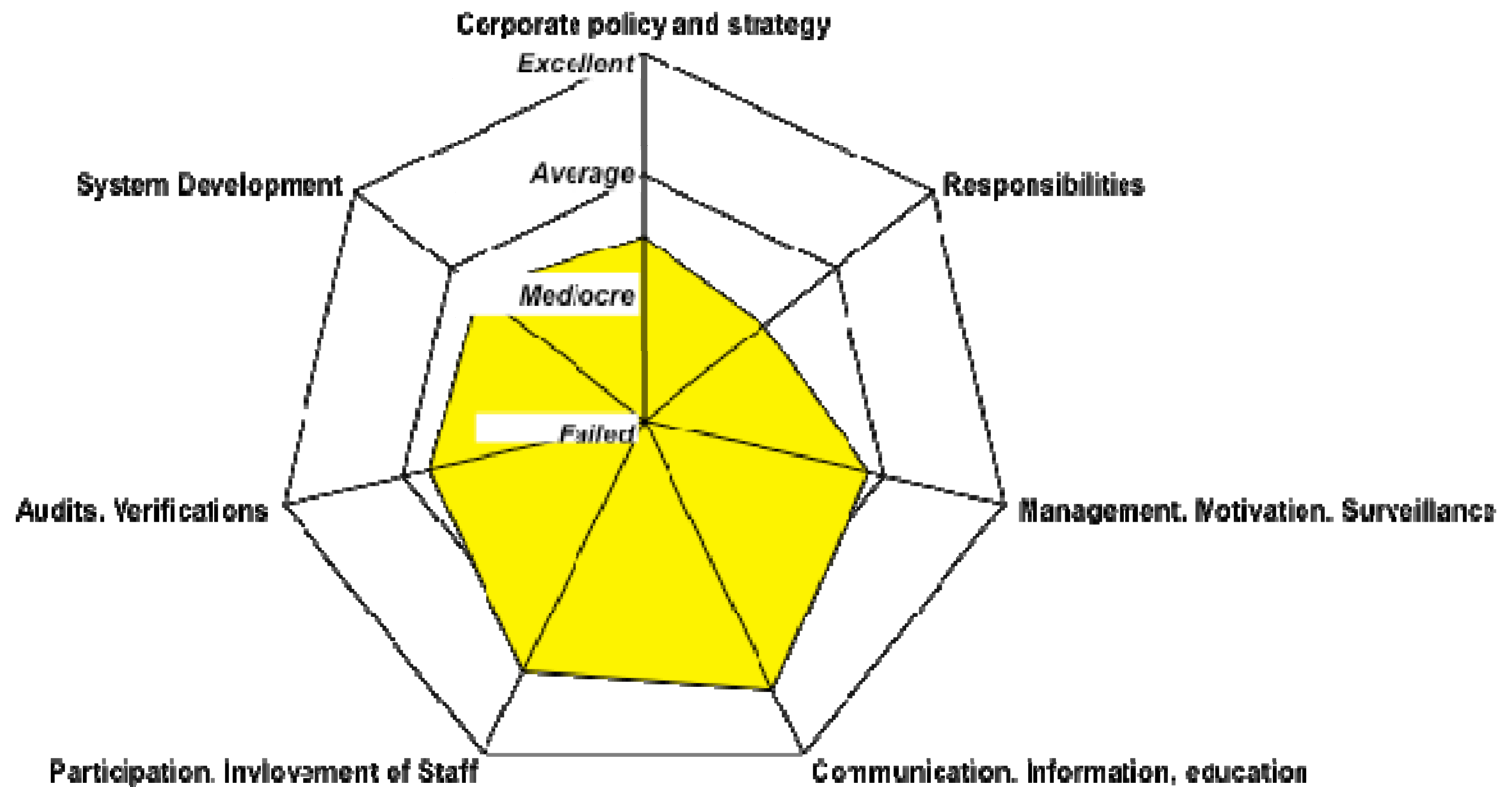 Corporate policy and strategy
Excellent
System Development
Average
Responsibilities
Mediocre
Failed
Audits. Verifications
Management. Motivation. Surveillance
Participation. Invlovement of Staff
Communication. Information, education